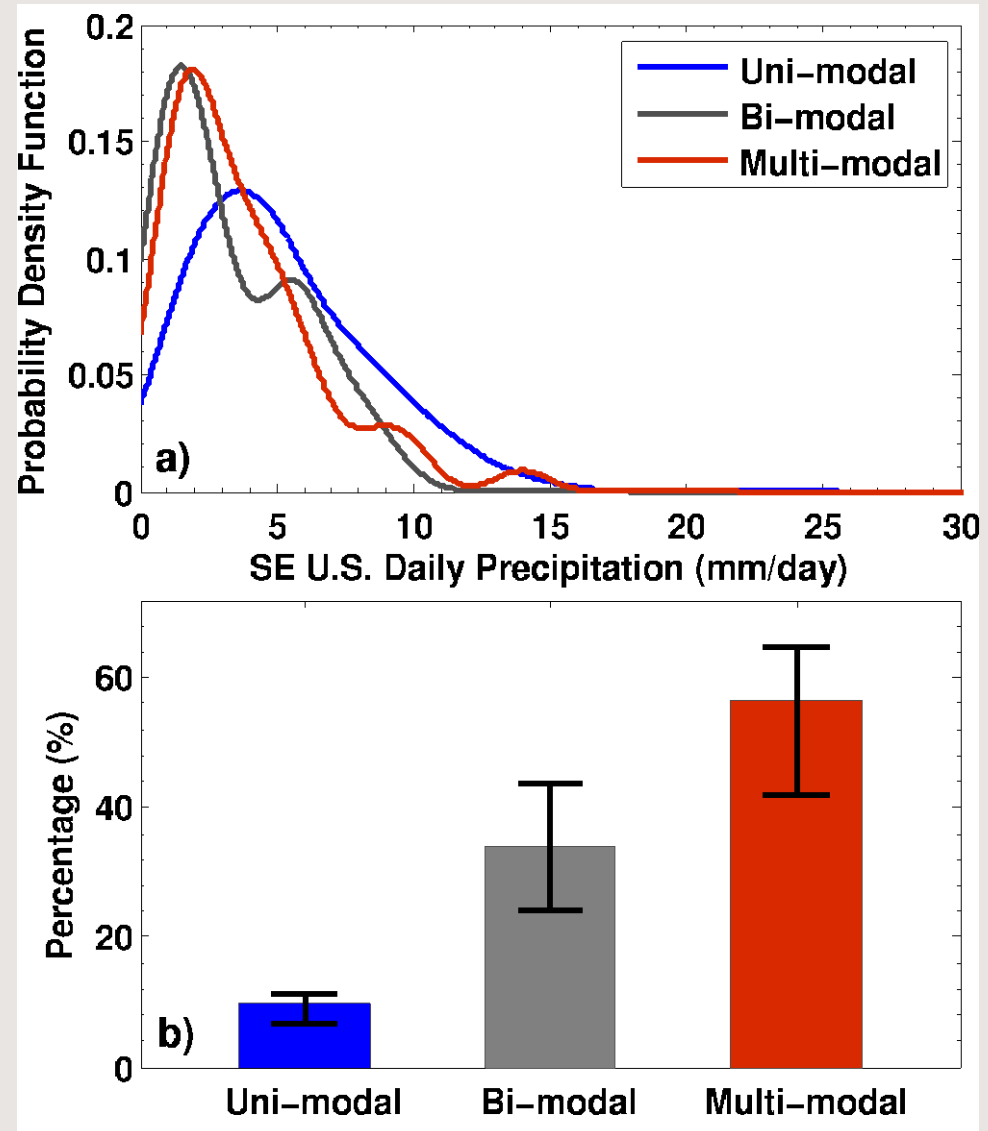 0.2
0.15
0.1
0.05
0
Probability Density Function
Uni-modal
Bi-modal
Multi-modal
a)
0 5 10 15 20 25 30
SE U.S. Daily Precipitation (mm/day)
60
40
20
0
Percentage (%)
b)
Uni-modal Bi-modal Multi-modal